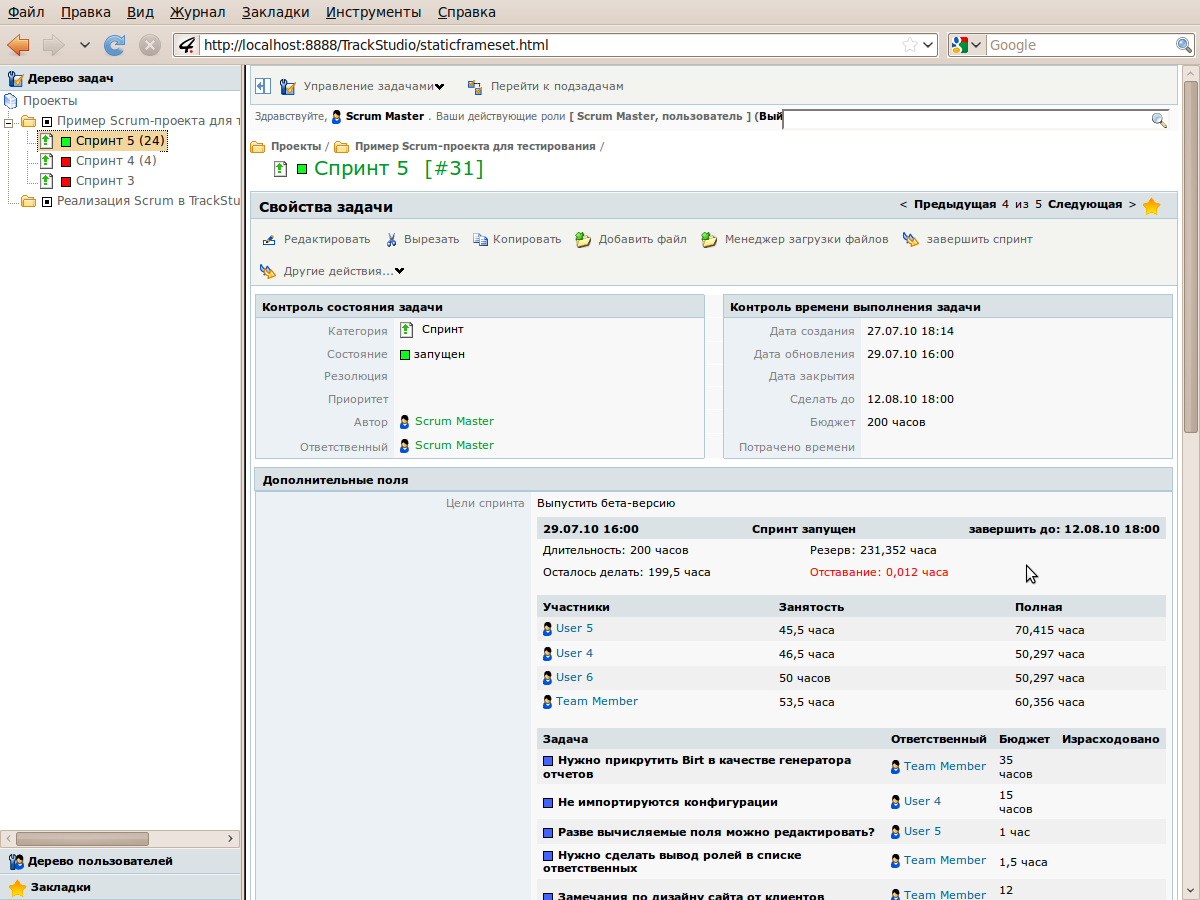 Файл Правка Вид Журнал Закладки Инструменты Справка
http://localhost:8888/TrackStudio/staticframeset.html
Google
Дерево задач
Проекты
Пример Scrum-проекта для т
Спринт 5 (24)
Спринт 4 (4)
Спринт 3
Реализация Scrum в TrackStu
Дерево пользователей
Закладки
Управление задачами Перейти к подзадачам
Здравствуйте, Scrum Master . Ваши действующие роли [ Scrum Master, пользователь ] (Вый
Проекты / Пример Scrum-проекта для тестирования /
Спринт 5 [#31]
Свойства задачи < Предыдущая 4 из 5 Следующая >
Редактировать Вырезать Копировать Добавить файл Менеджер загрузки файлов завершить спринт
Другие действия...
Контроль состояния задачи
Категория Спринт
Состояние запущен
Резолюция
Приоритет
Автор Scrum Master
Ответственный Scrum Master
Контроль времени выполнения задачи
Дата создания 27.07.10 18:14
Дата обновления 29.07.10 16:00
Дата закрытия
Сделать до 12.08.10 18:00
Бюджет 200 часов
Потрачено времени
Дополнительные поля
Цели спринта Выпустить бета-версию
29.07.10 16:00 Спринт запущен завершить до: 12.08.10 18:00
Длительность: 200 часов Резерв: 231,352 часа
Осталось делать: 199,5 часа Отставание: 0,012 часа
Участники Занятость Полная
User 5 45,5 часа 70,415 часа
User 4 46,5 часа 50,297 часа
User 6 50 часов 50,297 часа
Team Member 53,5 часа 60,356 часа
Задача Ответственный Бюджет Израсходовано
Нужно прикрутить Birt в качестве генератора
отчетов
Team Member
35
часов
Не импортируются конфигурации User 4
15
часов
Разве вычисляемые поля можно редактировать? User 5 1 час
Нужно сделать вывод ролей в списке
ответственных
Team Member 1,5 часа
Замечания по дизайну сайта от клиентов Team Member 12